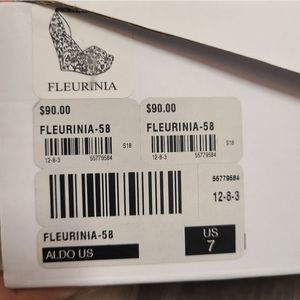 FLEURINIA
$90.00
FLEURINIA-58
S18
12-8-3 55779584
$90.00
FLEURINIA-58
S18
12-8-3 55779584
55779584
12-8-3
FLEURINIA-58
ALDO US
US
7